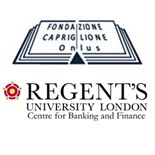 FONDAZIONE
CAPRIGLIONE
Onlus
REGENT'S
UNIVERSITY LONDON
Centre for Banking and Finance